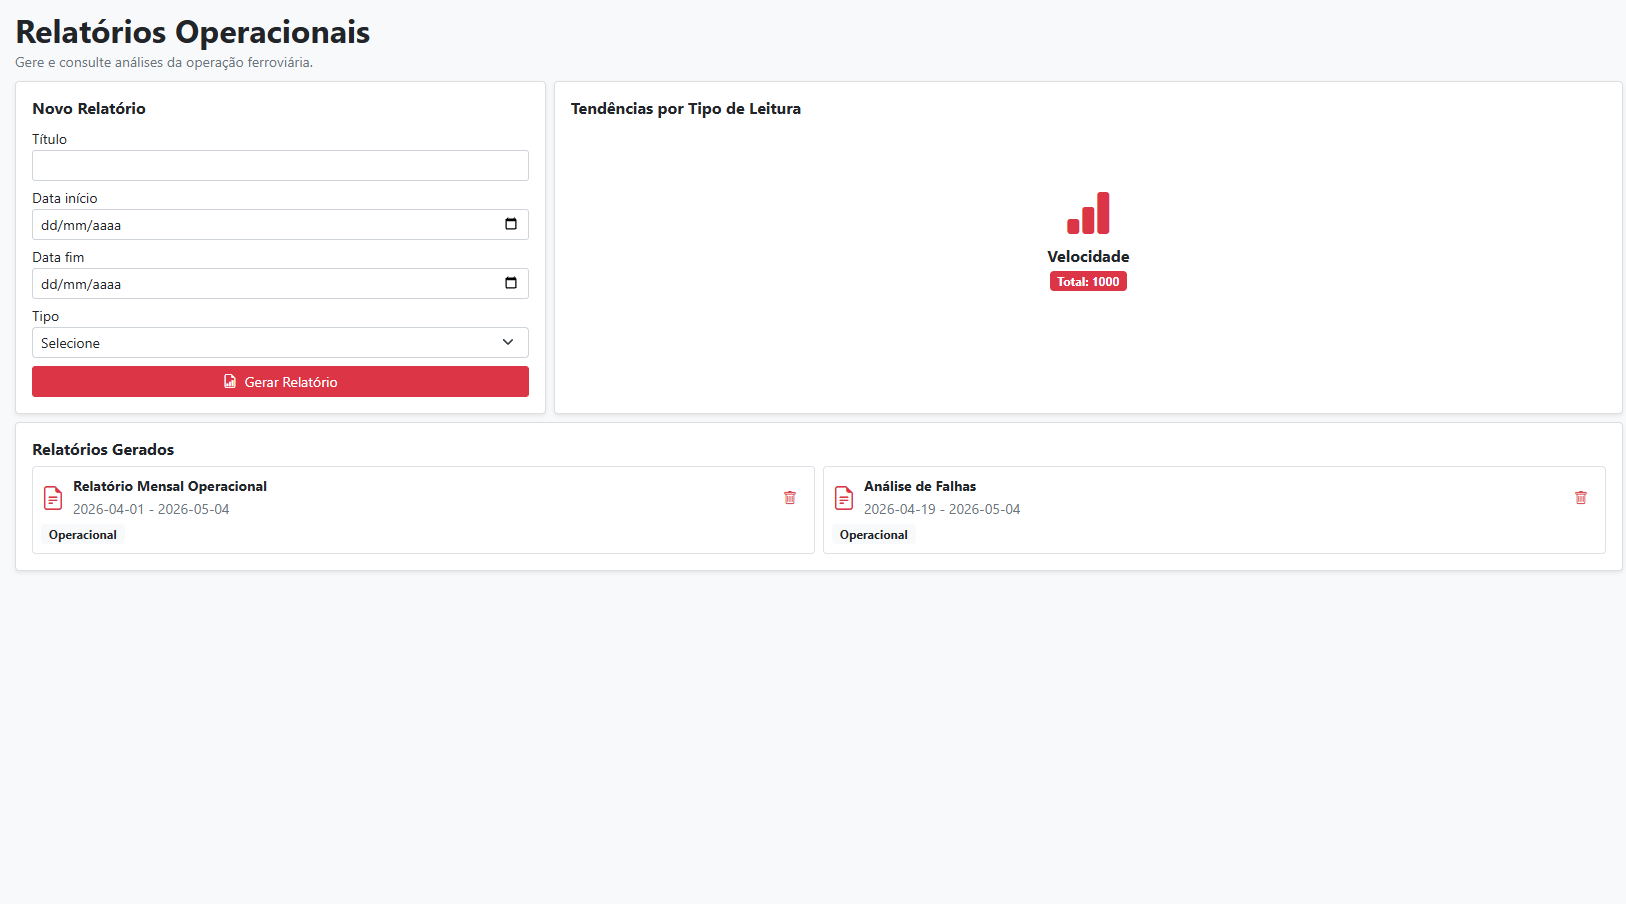 Relatórios Operacionais
Gere e consulte análises da operação ferroviária.
Novo Relatório
Título
Data início
dd/mm/aaaa
Data fim
dd/mm/aaaa
Tipo
Selecione
Gerar Relatório
Tendências por Tipo de Leitura
Velocidade
Total: 1000
Relatórios Gerados
Relatório Mensal Operacional
2026-04-01 - 2026-05-04
Operacional
Análise de Falhas
2026-04-19 - 2026-05-04
Operacional